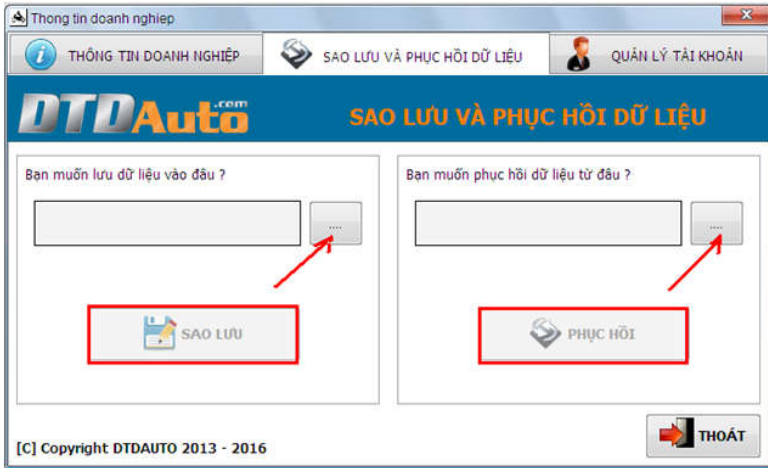 Thong tin doanh nghiep
THÔNG TIN DOANH NGHIỆP
SAO LƯU VÀ PHỤC HỒI DỮ LIỆU
QUẢN LÝ TÀI KHOẢN
DTDAuto.com
SAO LƯU VÀ PHỤC HỒI DỮ LIỆU
Bạn muốn lưu dữ liệu vào đâu ?
....
SAO LƯU
Bạn muốn phục hồi dữ liệu từ đâu ?
....
PHỤC HỒI
[C] Copyright DTDAUTO 2013 - 2016
THOÁT